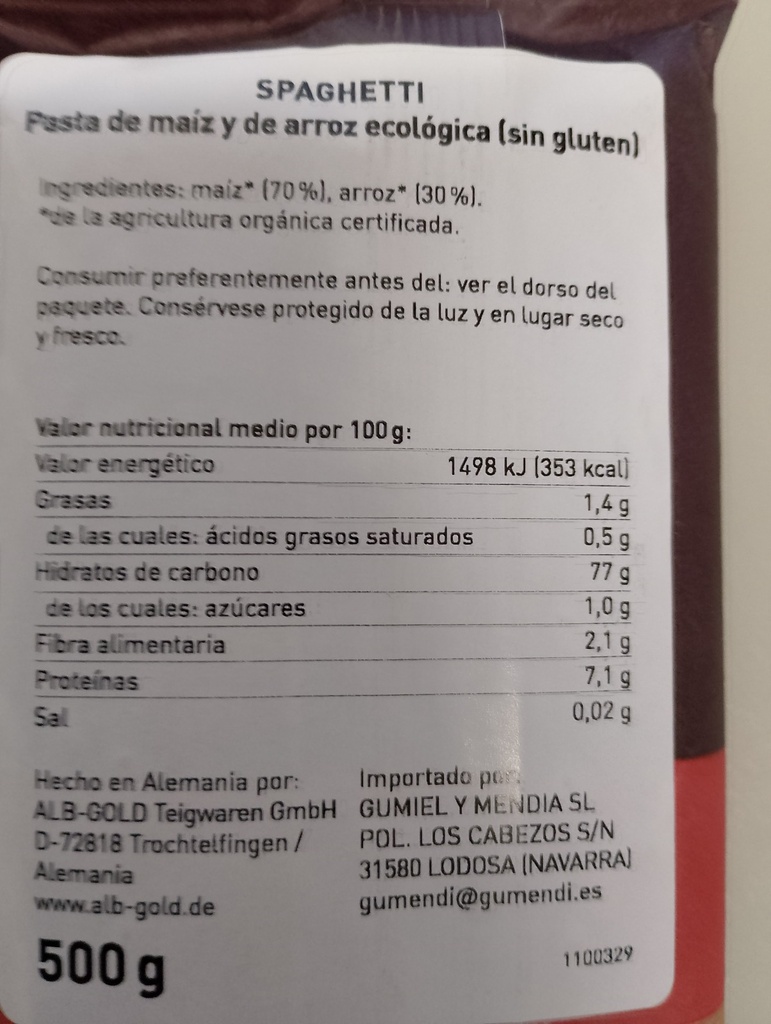 SPAGHETTI
Pasta de maíz y de arroz ecológica (sin gluten)
Ingredientes: maíz* (70%), arroz* (30%).
*de la agricultura orgánica certificada.
Consumir preferentemente antes del: ver el dorso del
paquete. Consérvese protegido de la luz y en lugar seco
y fresco.
Valor nutricional medio por 100 g:
Valor energético 1498 kJ (353 kcal)
Grasas 1,4 g
de las cuales: ácidos grasos saturados 0,5 g
Hidratos de carbono 77 g
de los cuales: azúcares 1,0 g
Fibra alimentaria 2,1 g
Proteínas 7,1 g
Sal 0,02 g
Hecho en Alemania por:
ALB-GOLD Teigwaren GmbH
D-72818 Trochtelfingen /
Alemania
www.alb-gold.de
Importado por:
GUMIEL Y MENDIA SL
POL. LOS CABEZOS S/N
31580 LODOSA (NAVARRA)
gumendi@gumendi.es
500 g
1100329